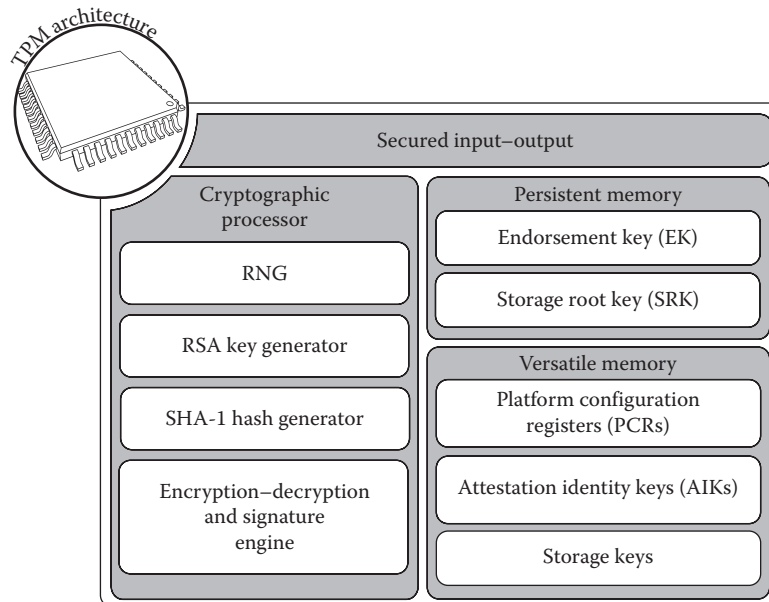 TPM architecture
Secured input–output
Cryptographic
processor
RNG
RSA key generator
SHA-1 hash generator
Encryption–decryption
and signature
engine
Persistent memory
Endorsement key (EK)
Storage root key (SRK)
Versatile memory
Platform configuration
registers (PCRs)
Attestation identity keys (AIKs)
Storage keys